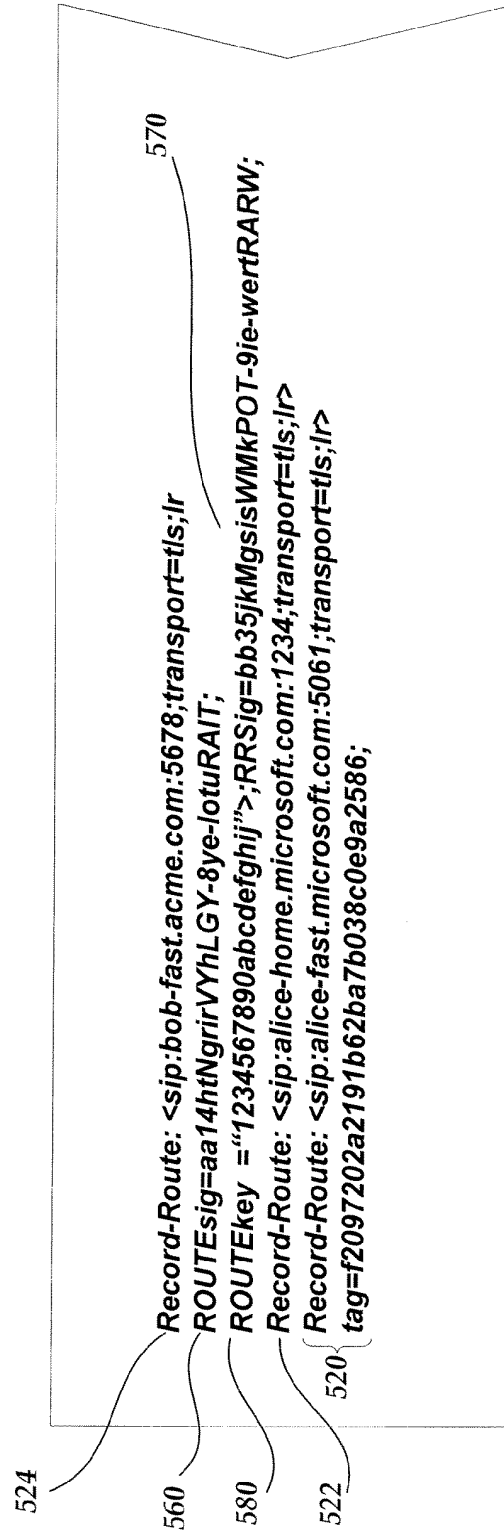 524
570
Record-Route: <sip:bob-fast.acme.com:5678;transport=tls;lr
560
ROUTEsig=aa14htNgrirVYhLGY-8ye-lotuRAIT;
580
ROUTEkey =“1234567890abcdefghij”>;RRSig=bb35jkMgsisWMkPOT-9ie-wertRARW;
522
Record-Route: <sip:alice-home.microsoft.com:1234;transport=tls;lr>
520
Record-Route: <sip:alice-fast.microsoft.com:5061;transport=tls;lr>
tag=f2097202a2191b62ba7b038c0e9a2586;